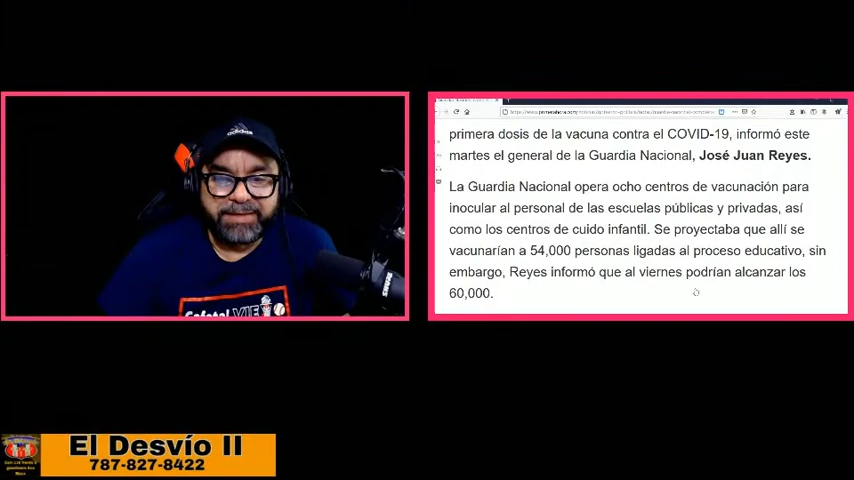 adidas
Cafetal VIE
primera dosis de la vacuna contra el COVID-19, informó este
martes el general de la Guardia Nacional, José Juan Reyes.
La Guardia Nacional opera ocho centros de vacunación para
inocular al personal de las escuelas públicas y privadas, así
como los centros de cuido infantil. Se proyectaba que allí se
vacunarían a 54,000 personas ligadas al proceso educativo, sin
embargo, Reyes informó que al viernes podrían alcanzar los
60,000.
El Desvío II
787-827-8422